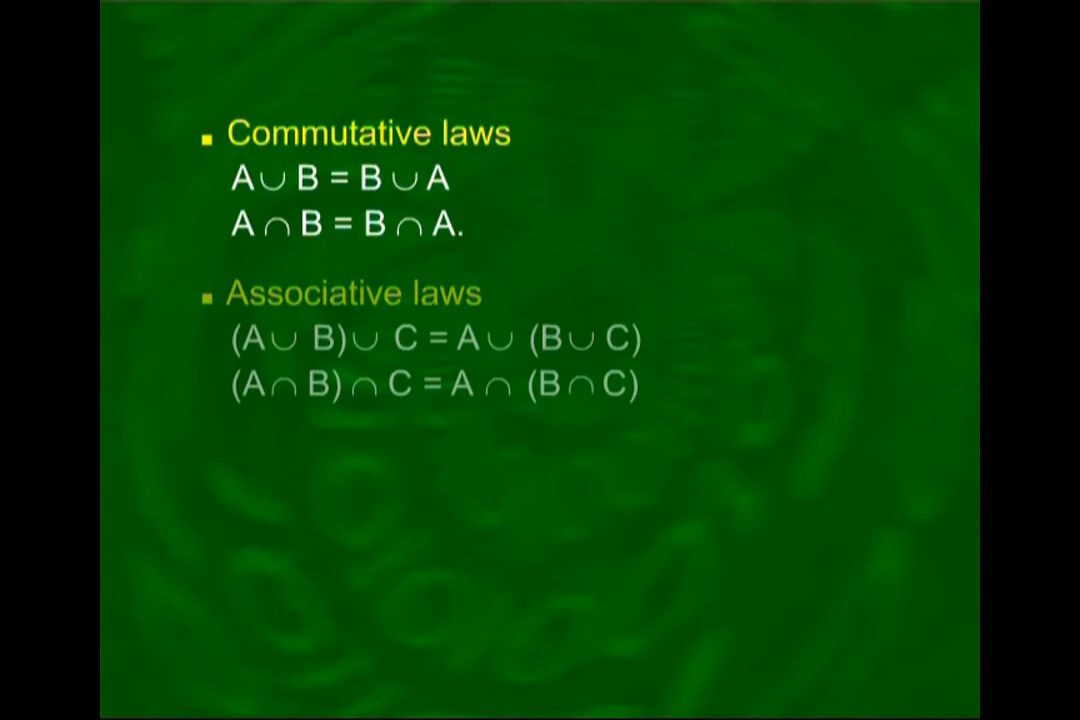 ▪ Commutative laws
A ∪ B = B ∪ A
A ∩ B = B ∩ A.
▪ Associative laws
(A ∪ B) ∪ C = A ∪ (B ∪ C)
(A ∩ B) ∩ C = A ∩ (B ∩ C)